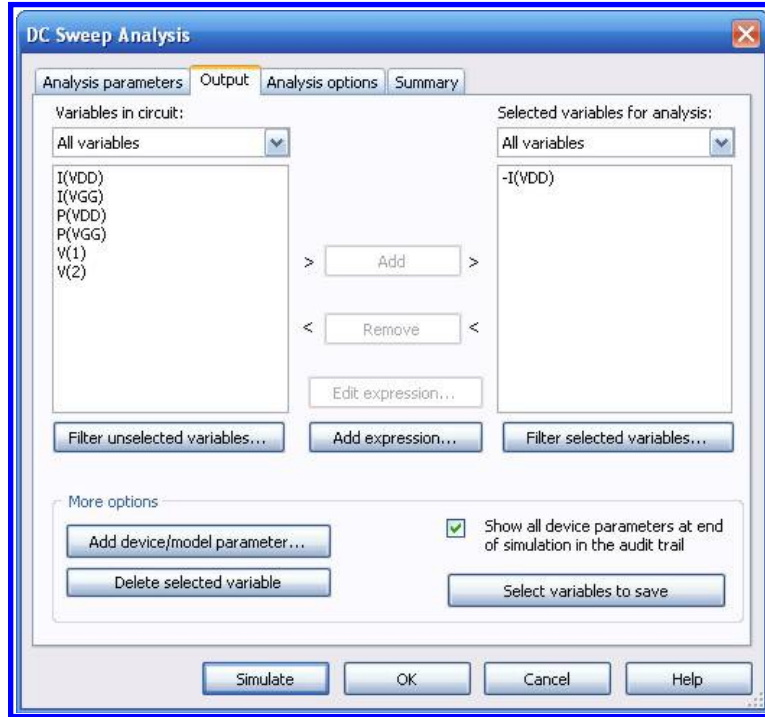 DC Sweep Analysis
Analysis parameters Output Analysis options Summary
Variables in circuit:
Selected variables for analysis:
All variables
All variables
I(VDD)
I(VGG)
P(VDD)
P(VGG)
V(1)
V(2)
-I(VDD)
> Add >
< Remove <
Edit expression...
Filter unselected variables...
Add expression...
Filter selected variables...
More options
Add device/model parameter...
Delete selected variable
Show all device parameters at end
of simulation in the audit trail
Select variables to save
Simulate OK Cancel Help